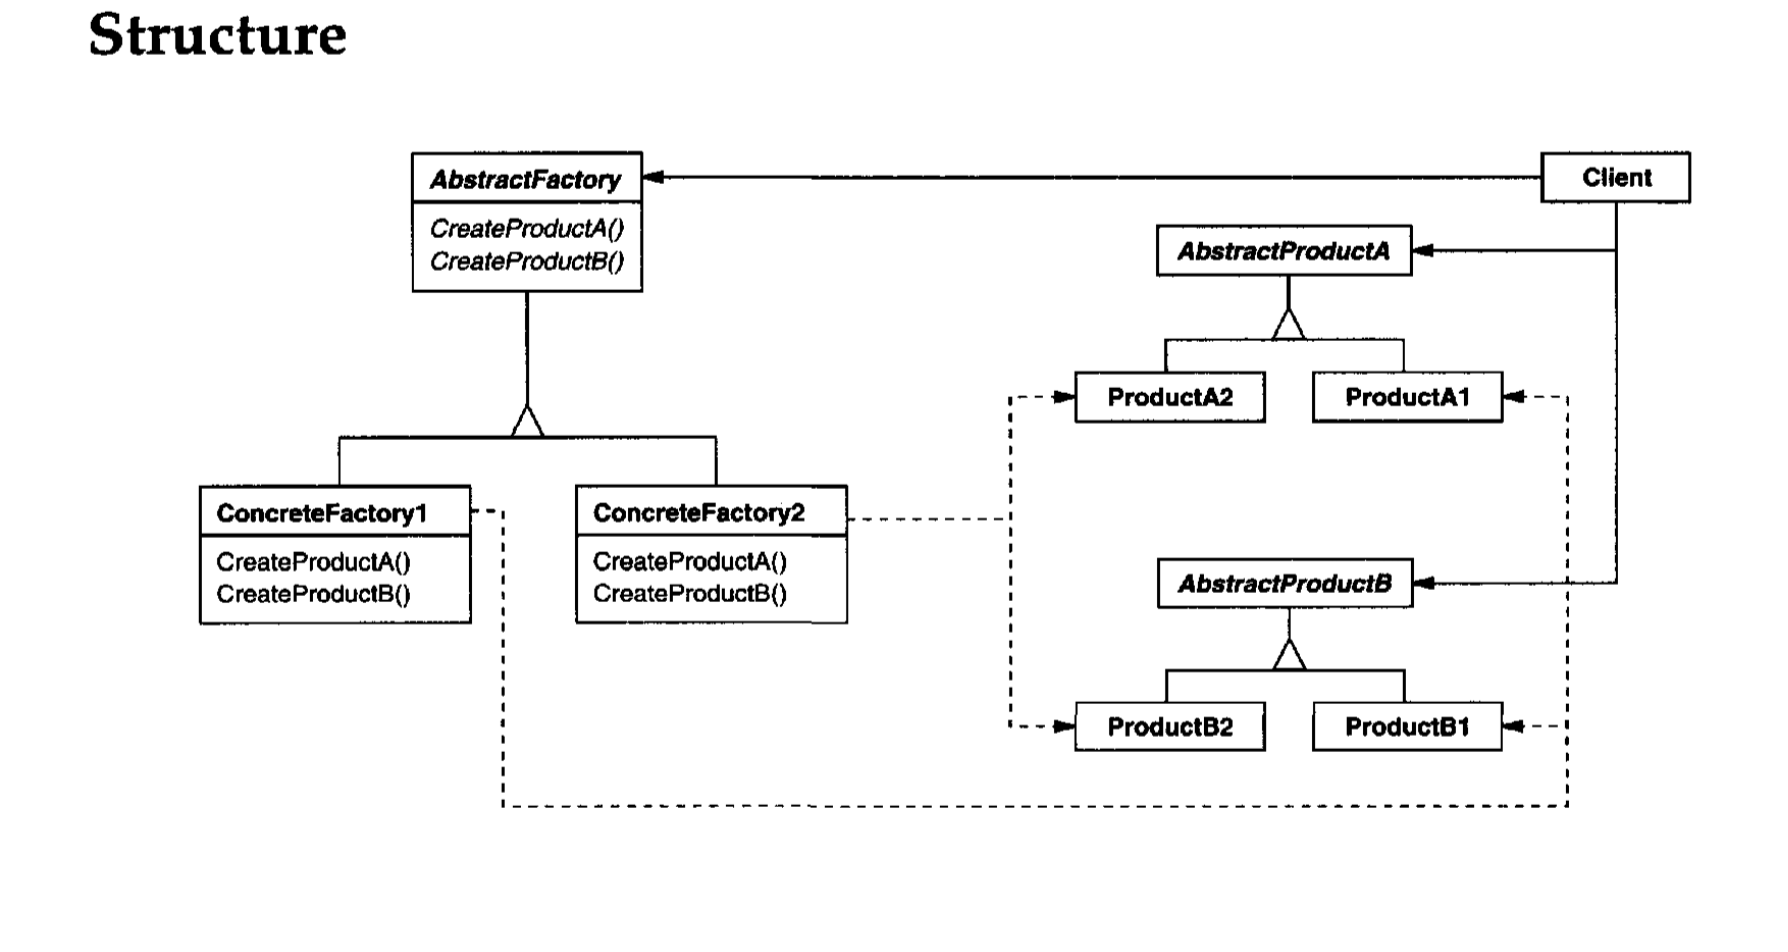 Structure
AbstractFactory
CreateProductA()
CreateProductB()
Client
AbstractProductA
ProductA2
ProductA1
ConcreteFactory1
CreateProductA()
CreateProductB()
ConcreteFactory2
CreateProductA()
CreateProductB()
AbstractProductB
ProductB2
ProductB1